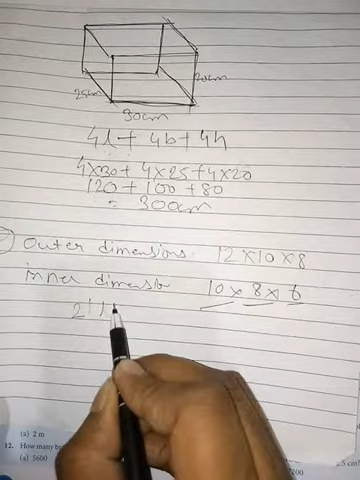 20cm
25cm
30cm
4l + 4b + 4h
4×30 + 4×25 + 4×20
120 + 100 + 80
= 300cm
Outer dimensions- 12×10×8
inner dimension 10×8×6
(a) 2 m
12. How many
(a) 5600